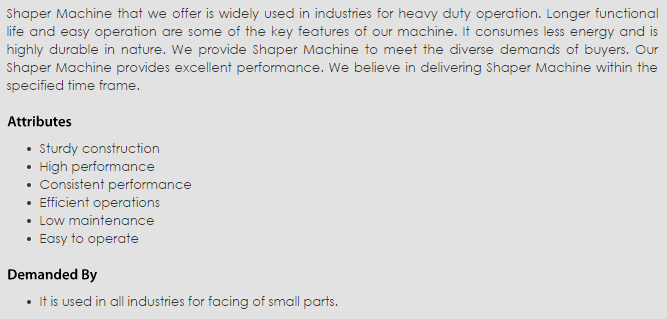 Shaper Machine that we offer is widely used in industries for heavy duty operation. Longer functional
life and easy operation are some of the key features of our machine. It consumes less energy and is
highly durable in nature. We provide Shaper Machine to meet the diverse demands of buyers. Our
Shaper Machine provides excellent performance. We believe in delivering Shaper Machine within the
specified time frame.
Attributes
• Sturdy construction
• High performance
• Consistent performance
• Efficient operations
• Low maintenance
• Easy to operate
Demanded By
• It is used in all industries for facing of small parts.